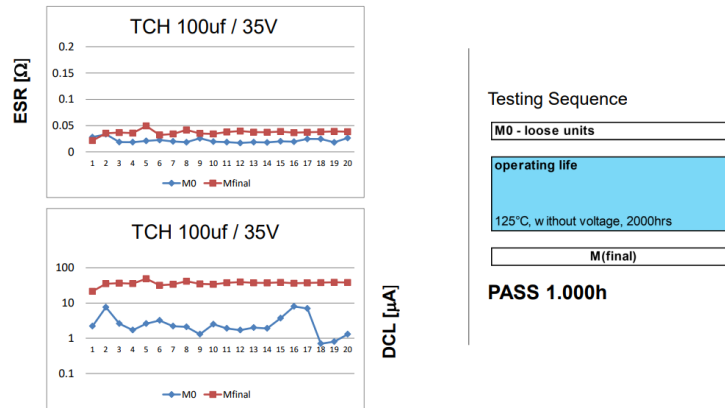 TCH 100uf / 35V
ESR [Ω]
0.2
0.15
0.1
0.05
0
1 2 3 4 5 6 7 8 9 10 11 12 13 14 15 16 17 18 19 20
M0 Mfinal
TCH 100uf / 35V
DCL [µA]
100
10
1
0.1
1 2 3 4 5 6 7 8 9 10 11 12 13 14 15 16 17 18 19 20
M0 Mfinal
Testing Sequence
M0 - loose units
operating life
125°C, without voltage, 2000hrs
M(final)
PASS 1.000h